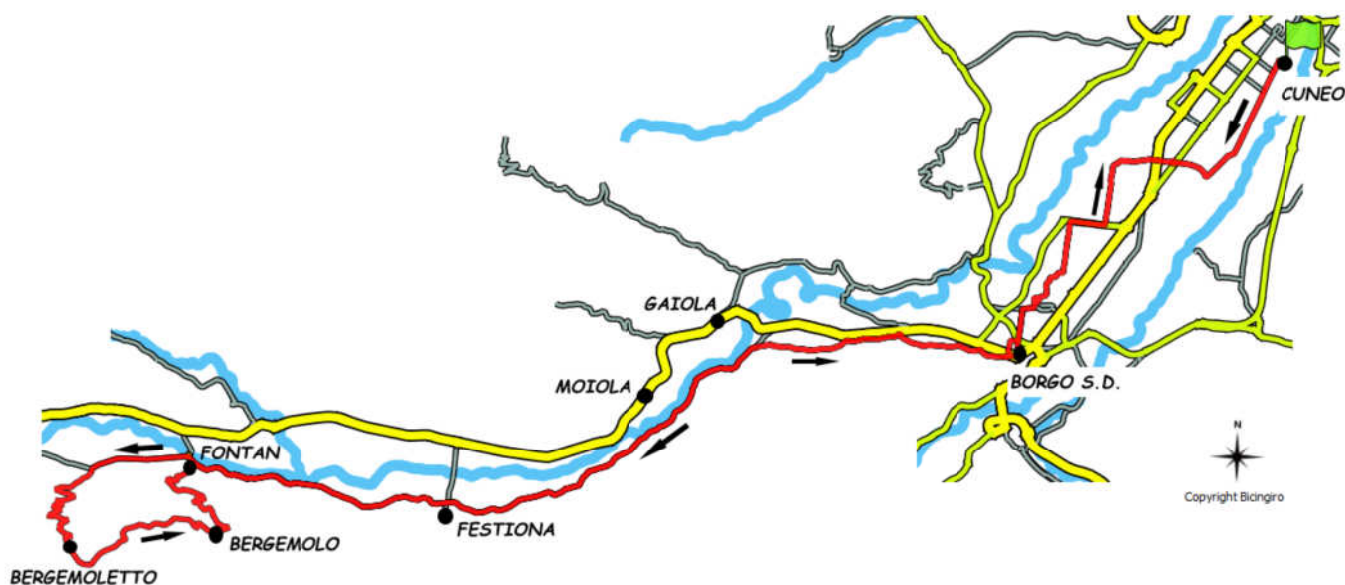 CUNEO
GAIOLA
MOIOLA
BORGO S.D.
N
FONTAN
Copyright Bicingiro
FESTIONA
BERGEMOLO
BERGEMOLETTO